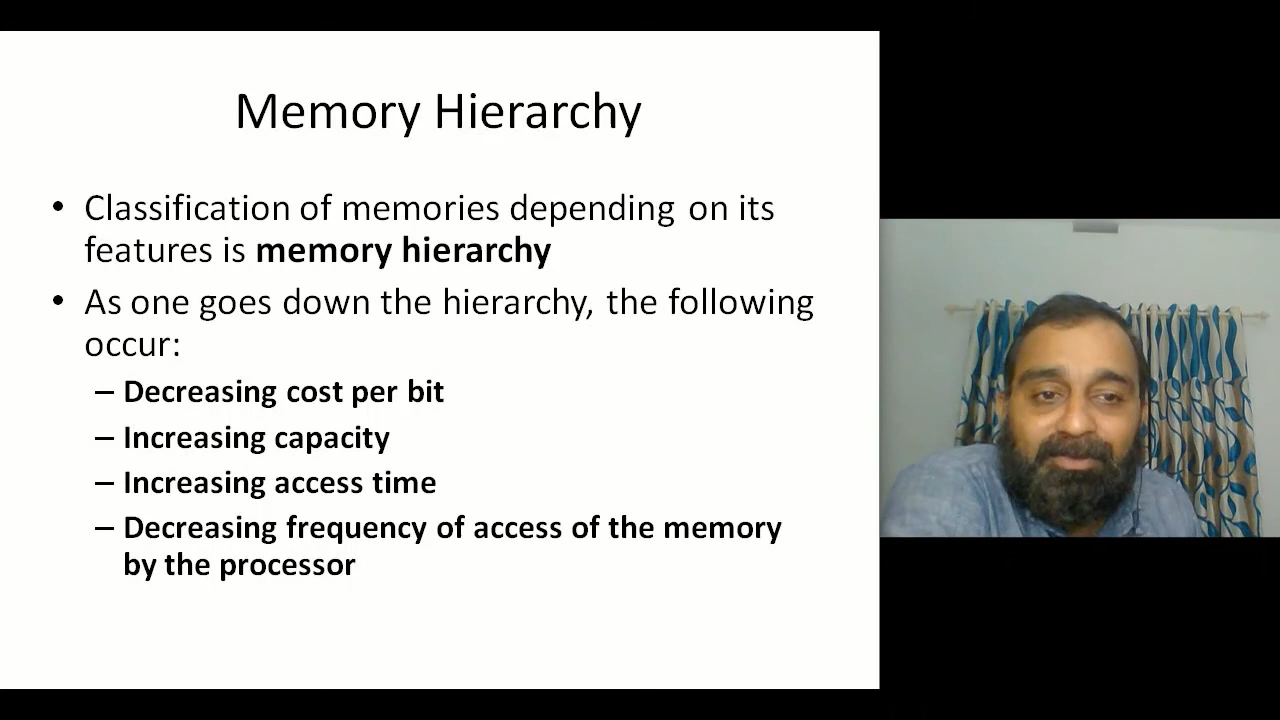 Memory Hierarchy
• Classification of memories depending on its
features is memory hierarchy
• As one goes down the hierarchy, the following
occur:
– Decreasing cost per bit
– Increasing capacity
– Increasing access time
– Decreasing frequency of access of the memory
by the processor